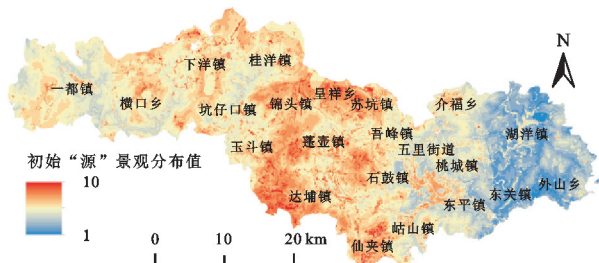 N
桂洋镇
下洋镇
一都镇
横口乡
坑仔口镇
锦头镇
呈祥乡
苏坑镇
介福乡
吾峰镇
湖洋镇
玉斗镇
蓬壶镇
五里街道
桃城镇
初始“源”景观分布值
石鼓镇
外山乡
10
达埔镇
东关镇
东平镇
岵山镇
1
仙夹镇
0 10 20 km